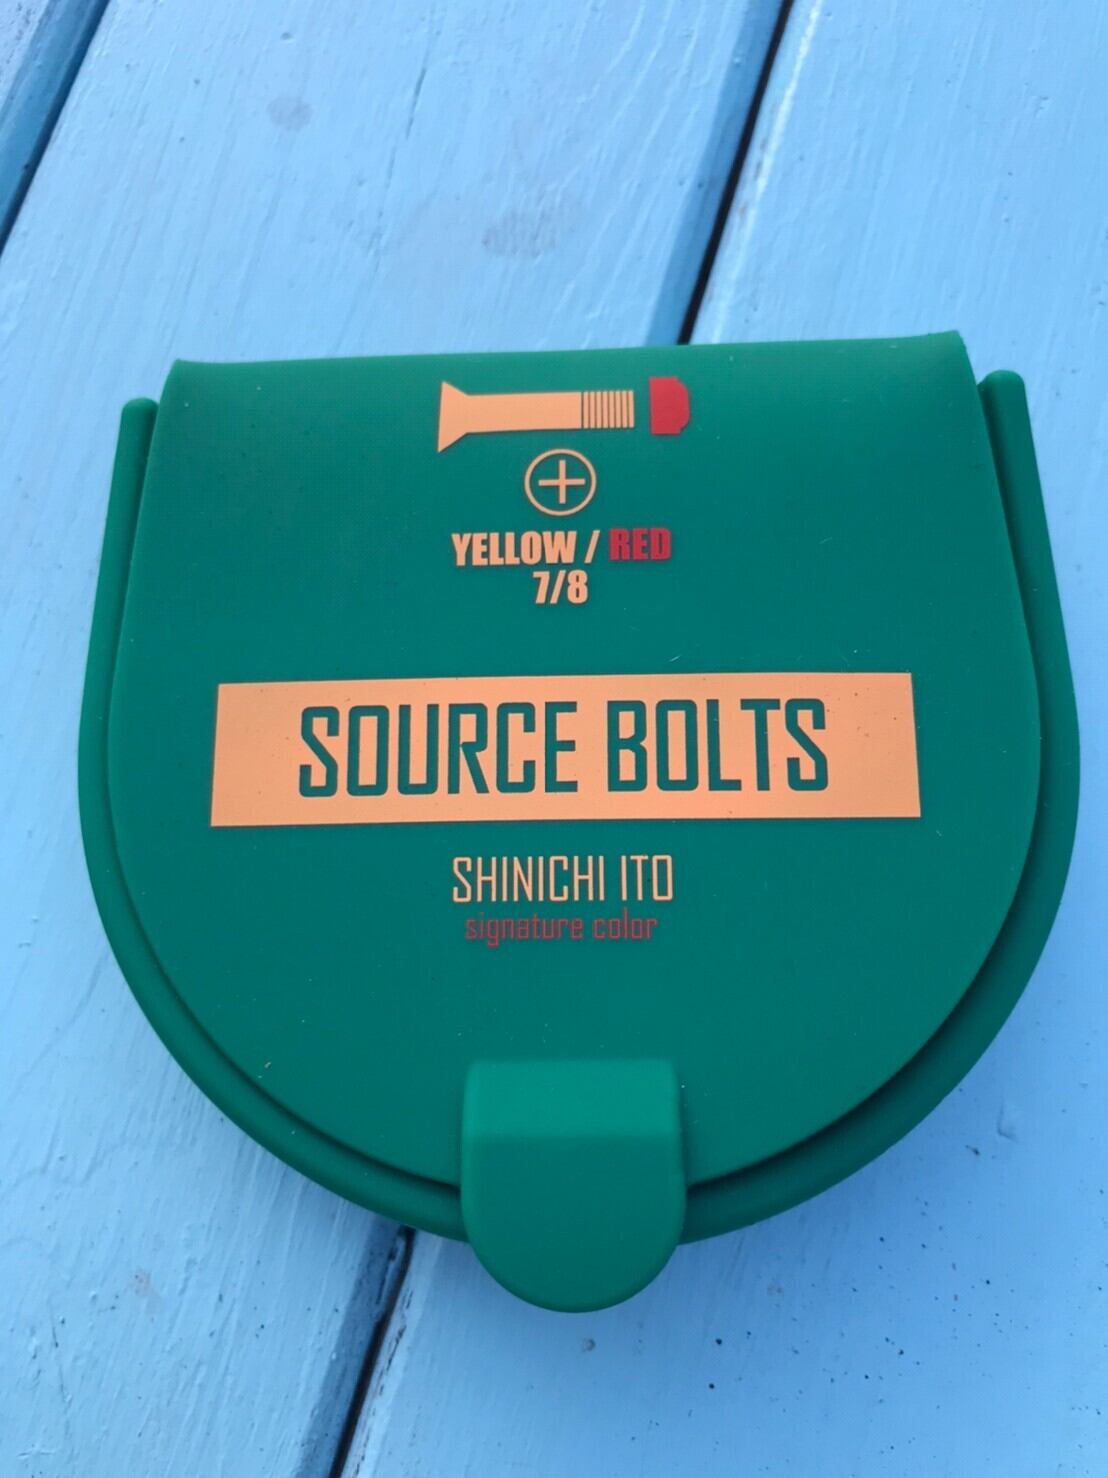 YELLOW / RED
7/8
SOURCE BOLTS
SHINICHI ITO
signature color